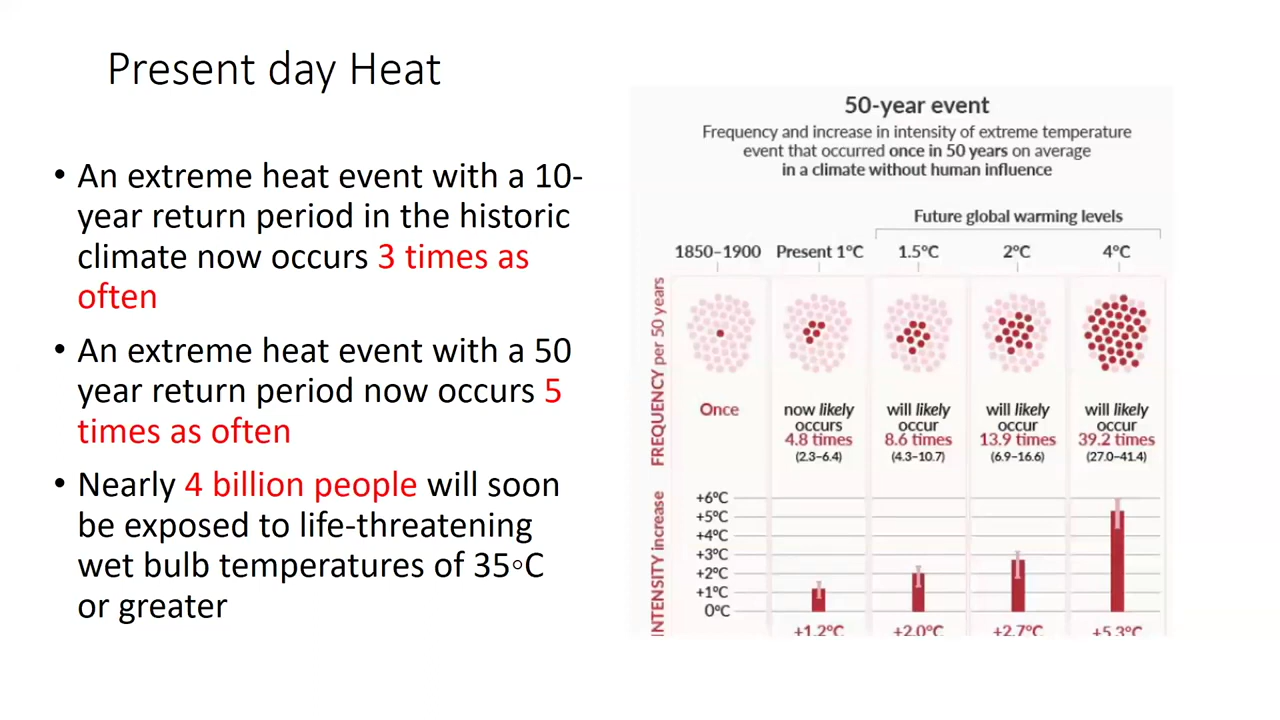 Present day Heat
• An extreme heat event with a 10-
year return period in the historic
climate now occurs 3 times as
often
• An extreme heat event with a 50
year return period now occurs 5
times as often
• Nearly 4 billion people will soon
be exposed to life-threatening
wet bulb temperatures of 35◦C
or greater
50-year event
Frequency and increase in intensity of extreme temperature
event that occurred once in 50 years on average
in a climate without human influence
Future global warming levels
1850–1900 Present 1°C 1.5°C 2°C 4°C
FREQUENCY per 50 years
Once
now likely
occurs
4.8 times
(2.3–6.4)
will likely
occur
8.6 times
(4.3–10.7)
will likely
occur
13.9 times
(6.9–16.6)
will likely
occur
39.2 times
(27.0–41.4)
INTENSITY increase
+6°C
+5°C
+4°C
+3°C
+2°C
+1°C
0°C
+1.2°C +2.0°C +2.7°C +5.3°C